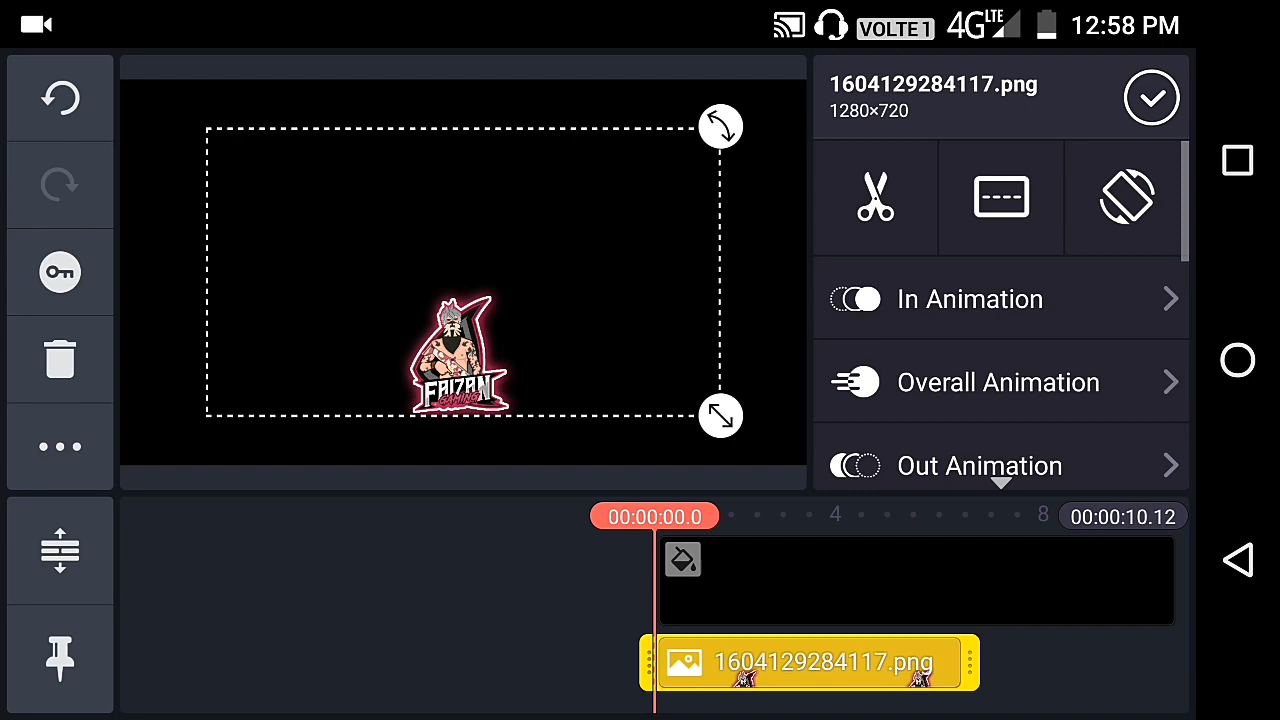 VOLTE 1
4G LTE
12:58 PM
1604129284117.png
1280×720
In Animation
Overall Animation
Out Animation
FAIZAN
GAMING
00:00:00.0
4
8
00:00:10.12
1604129284117.png